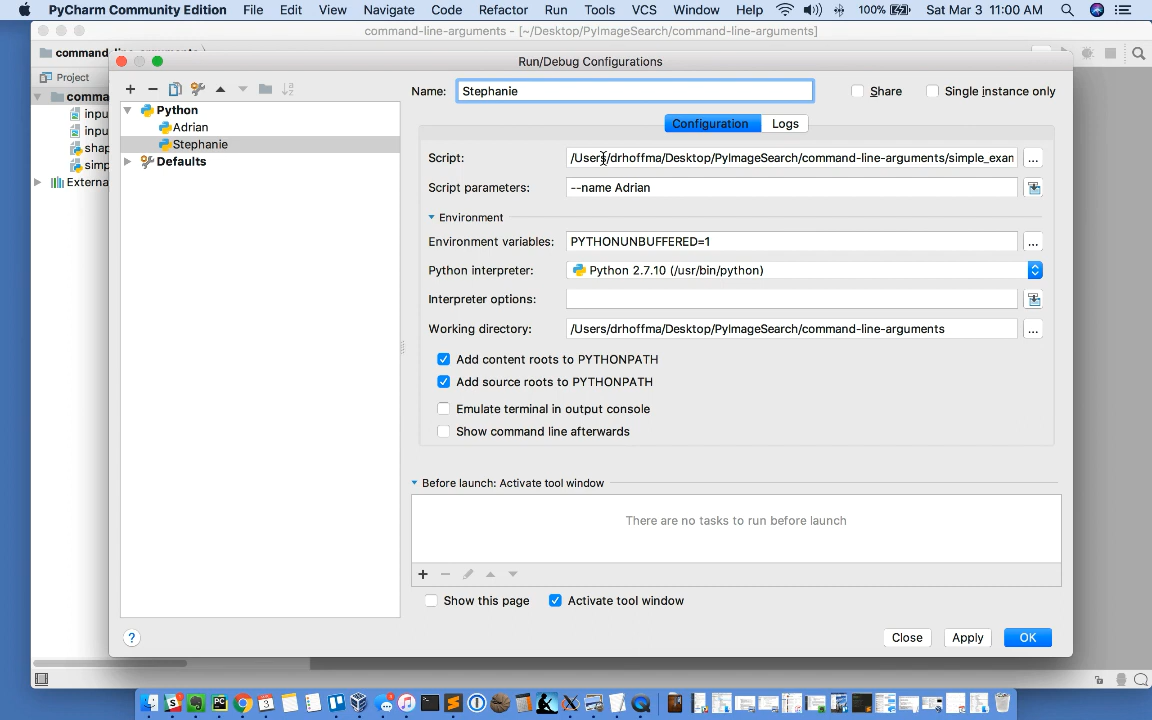 PyCharm Community Edition File Edit View Navigate Code Refactor Run Tools VCS Window Help 100% Sat Mar 3 11:00 AM
command-line-arguments - [~/Desktop/PyImageSearch/command-line-arguments]
Run/Debug Configurations
Project
Name: Stephanie Share Single instance only
Python
Adrian
Stephanie
Defaults
Externa
Configuration Logs
Script: /Users/drhoffma/Desktop/PyImageSearch/command-line-arguments/simple_exan
Script parameters: --name Adrian
Environment
Environment variables: PYTHONUNBUFFERED=1 ...
Python interpreter: Python 2.7.10 (/usr/bin/python)
Interpreter options:
Working directory: /Users/drhoffma/Desktop/PyImageSearch/command-line-arguments ...
Add content roots to PYTHONPATH
Add source roots to PYTHONPATH
Emulate terminal in output console
Show command line afterwards
Before launch: Activate tool window
There are no tasks to run before launch
Show this page Activate tool window
? Close Apply OK